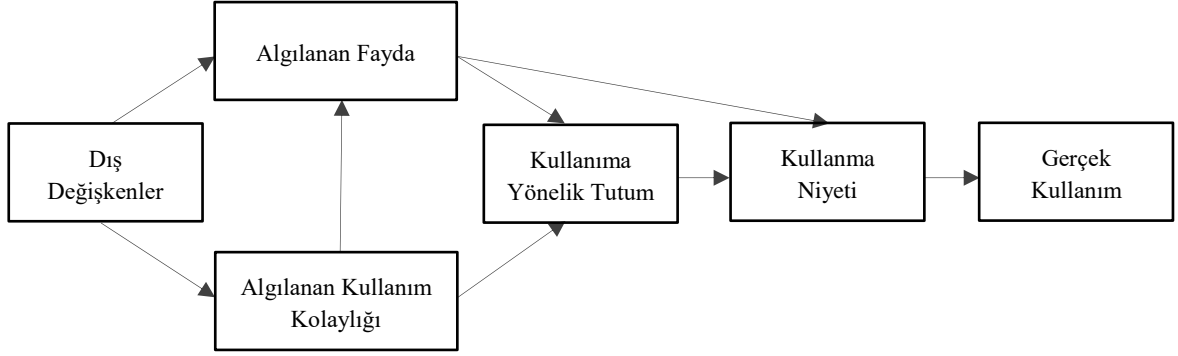 Algılanan Fayda
Dış
Değişkenler
Kullanıma
Yönelik Tutum
Kullanma
Niyeti
Gerçek
Kullanım
Algılanan Kullanım
Kolaylığı